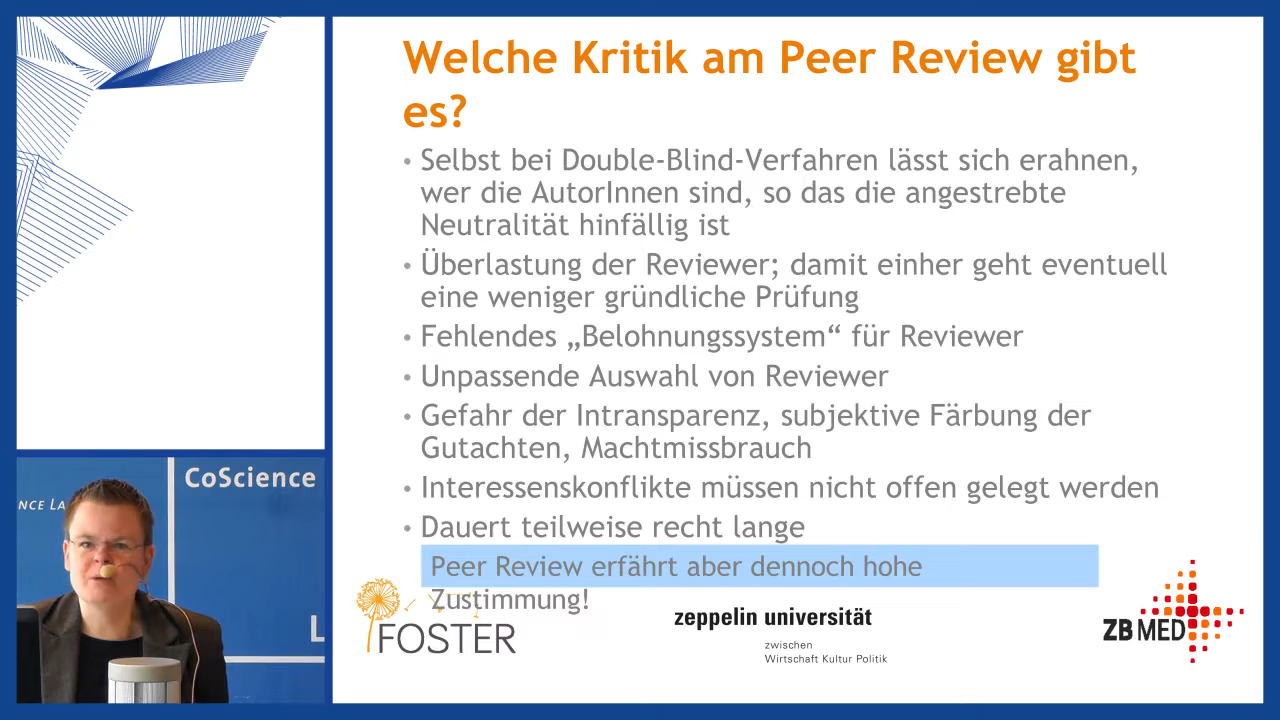 Welche Kritik am Peer Review gibt
es?
• Selbst bei Double-Blind-Verfahren lässt sich erahnen,
wer die AutorInnen sind, so das die angestrebte
Neutralität hinfällig ist
• Überlastung der Reviewer; damit einher geht eventuell
eine weniger gründliche Prüfung
• Fehlendes „Belohnungssystem“ für Reviewer
• Unpassende Auswahl von Reviewer
• Gefahr der Intransparenz, subjektive Färbung der
Gutachten, Machtmissbrauch
• Interessenskonflikte müssen nicht offen gelegt werden
• Dauert teilweise recht lange
Peer Review erfährt aber dennoch hohe
Zustimmung!
FOSTER
zeppelin universität
zwischen
Wirtschaft Kultur Politik
ZB MED
CoScience
NCE LA
L